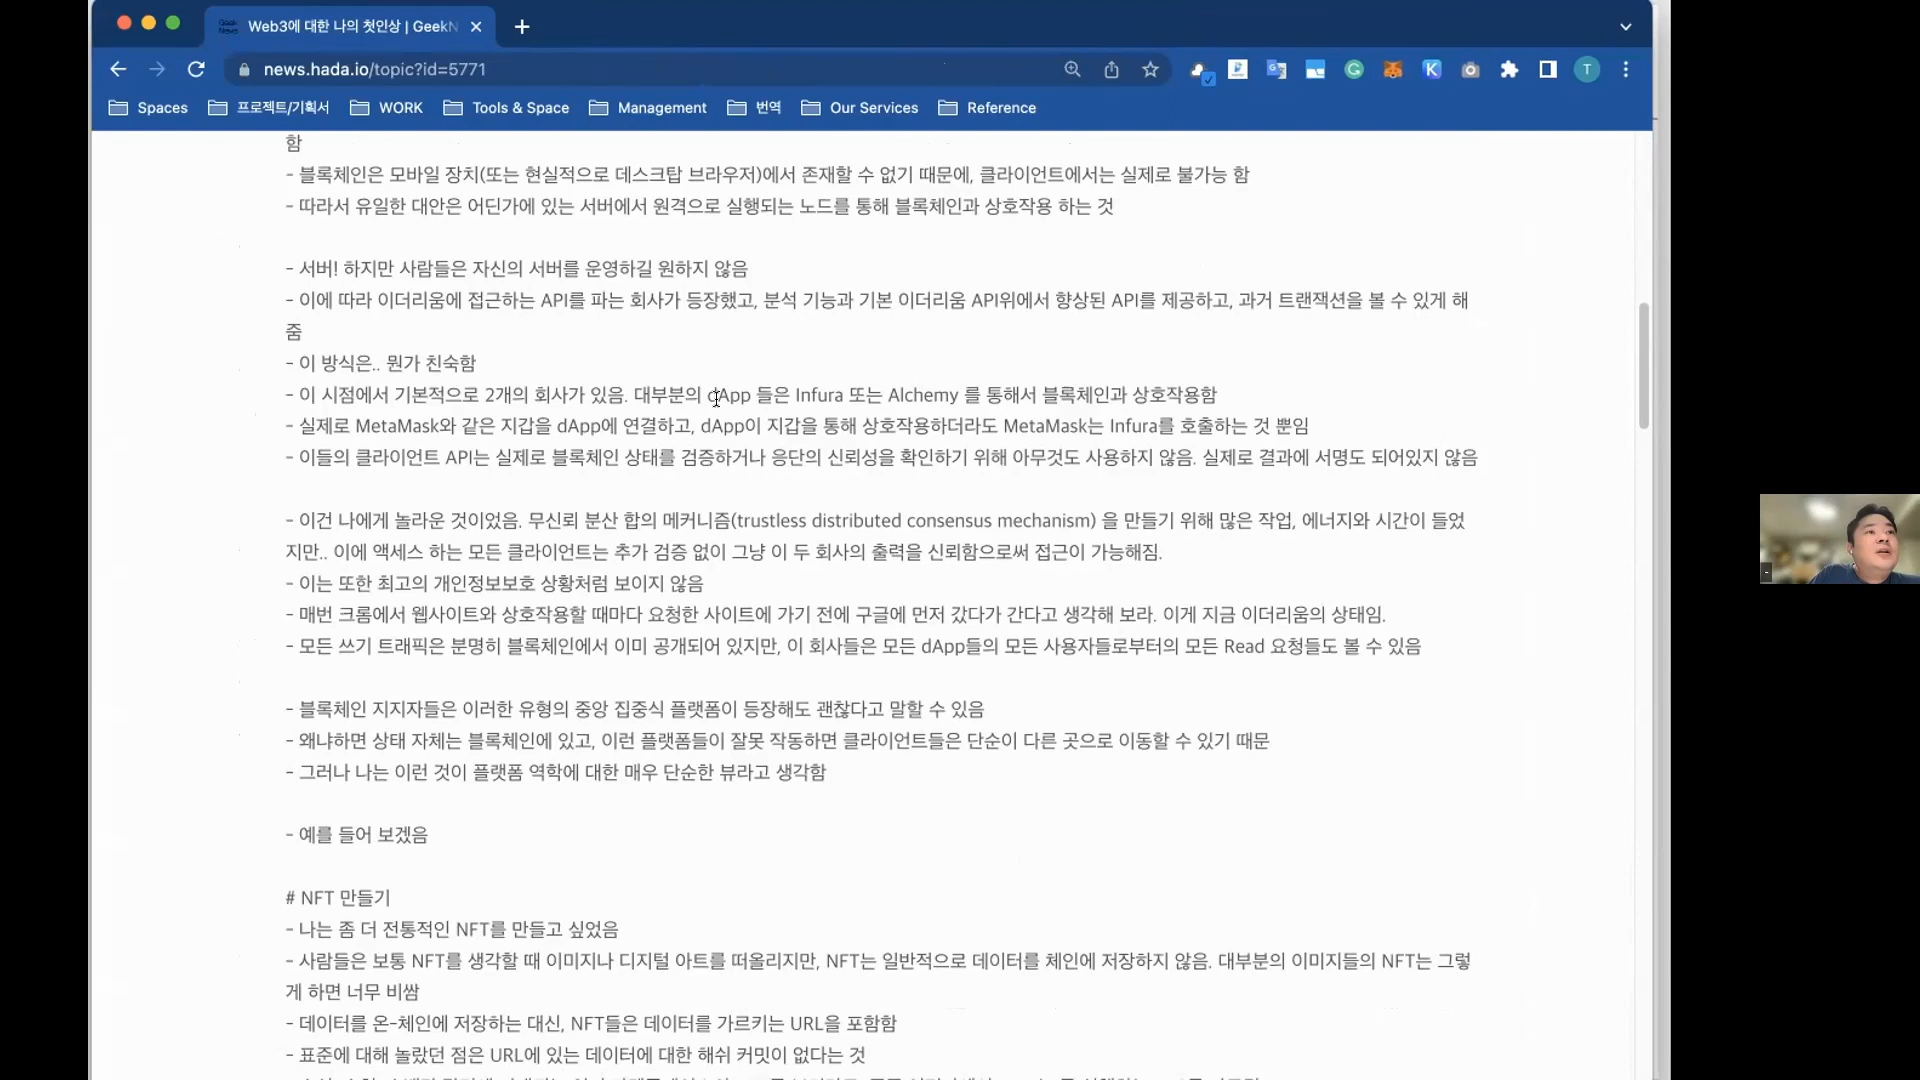 Web3에 대한 나의 첫인상 | GeekN
news.hada.io/topic?id=5771
T
Spaces 프로젝트/기획서 WORK Tools & Space Management 번역 Our Services Reference
함
- 블록체인은 모바일 장치(또는 현실적으로 데스크탑 브라우저)에서 존재할 수 없기 때문에, 클라이언트에서는 실제로 불가능 함
- 따라서 유일한 대안은 어딘가에 있는 서버에서 원격으로 실행되는 노드를 통해 블록체인과 상호작용 하는 것
- 서버! 하지만 사람들은 자신의 서버를 운영하길 원하지 않음
- 이에 따라 이더리움에 접근하는 API를 파는 회사가 등장했고, 분석 기능과 기본 이더리움 API위에서 향상된 API를 제공하고, 과거 트랜잭션을 볼 수 있게 해
줌
- 이 방식은.. 뭔가 친숙함
- 이 시점에서 기본적으로 2개의 회사가 있음. 대부분의 dApp 들은 Infura 또는 Alchemy 를 통해서 블록체인과 상호작용함
- 실제로 MetaMask와 같은 지갑을 dApp에 연결하고, dApp이 지갑을 통해 상호작용하더라도 MetaMask는 Infura를 호출하는 것 뿐임
- 이들의 클라이언트 API는 실제로 블록체인 상태를 검증하거나 응단의 신뢰성을 확인하기 위해 아무것도 사용하지 않음. 실제로 결과에 서명도 되어있지 않음
- 이건 나에게 놀라운 것이었음. 무신뢰 분산 합의 메커니즘(trustless distributed consensus mechanism) 을 만들기 위해 많은 작업, 에너지와 시간이 들었
지만.. 이에 액세스 하는 모든 클라이언트는 추가 검증 없이 그냥 이 두 회사의 출력을 신뢰함으로써 접근이 가능해짐.
- 이는 또한 최고의 개인정보보호 상황처럼 보이지 않음
- 매번 크롬에서 웹사이트와 상호작용할 때마다 요청한 사이트에 가기 전에 구글에 먼저 갔다가 간다고 생각해 보라. 이게 지금 이더리움의 상태임.
- 모든 쓰기 트래픽은 분명히 블록체인에서 이미 공개되어 있지만, 이 회사들은 모든 dApp들의 모든 사용자들로부터의 모든 Read 요청들도 볼 수 있음
- 블록체인 지지자들은 이러한 유형의 중앙 집중식 플랫폼이 등장해도 괜찮다고 말할 수 있음
- 왜냐하면 상태 자체는 블록체인에 있고, 이런 플랫폼들이 잘못 작동하면 클라이언트들은 단순이 다른 곳으로 이동할 수 있기 때문
- 그러나 나는 이런 것이 플랫폼 역학에 대한 매우 단순한 뷰라고 생각함
- 예를 들어 보겠음
# NFT 만들기
- 나는 좀 더 전통적인 NFT를 만들고 싶었음
- 사람들은 보통 NFT를 생각할 때 이미지나 디지털 아트를 떠올리지만, NFT는 일반적으로 데이터를 체인에 저장하지 않음. 대부분의 이미지들의 NFT는 그렇
게 하면 너무 비쌈
- 데이터를 온-체인에 저장하는 대신, NFT들은 데이터를 가르키는 URL을 포함함
- 표준에 대해 놀랐던 점은 URL에 있는 데이터에 대한 해쉬 커밋이 없다는 것